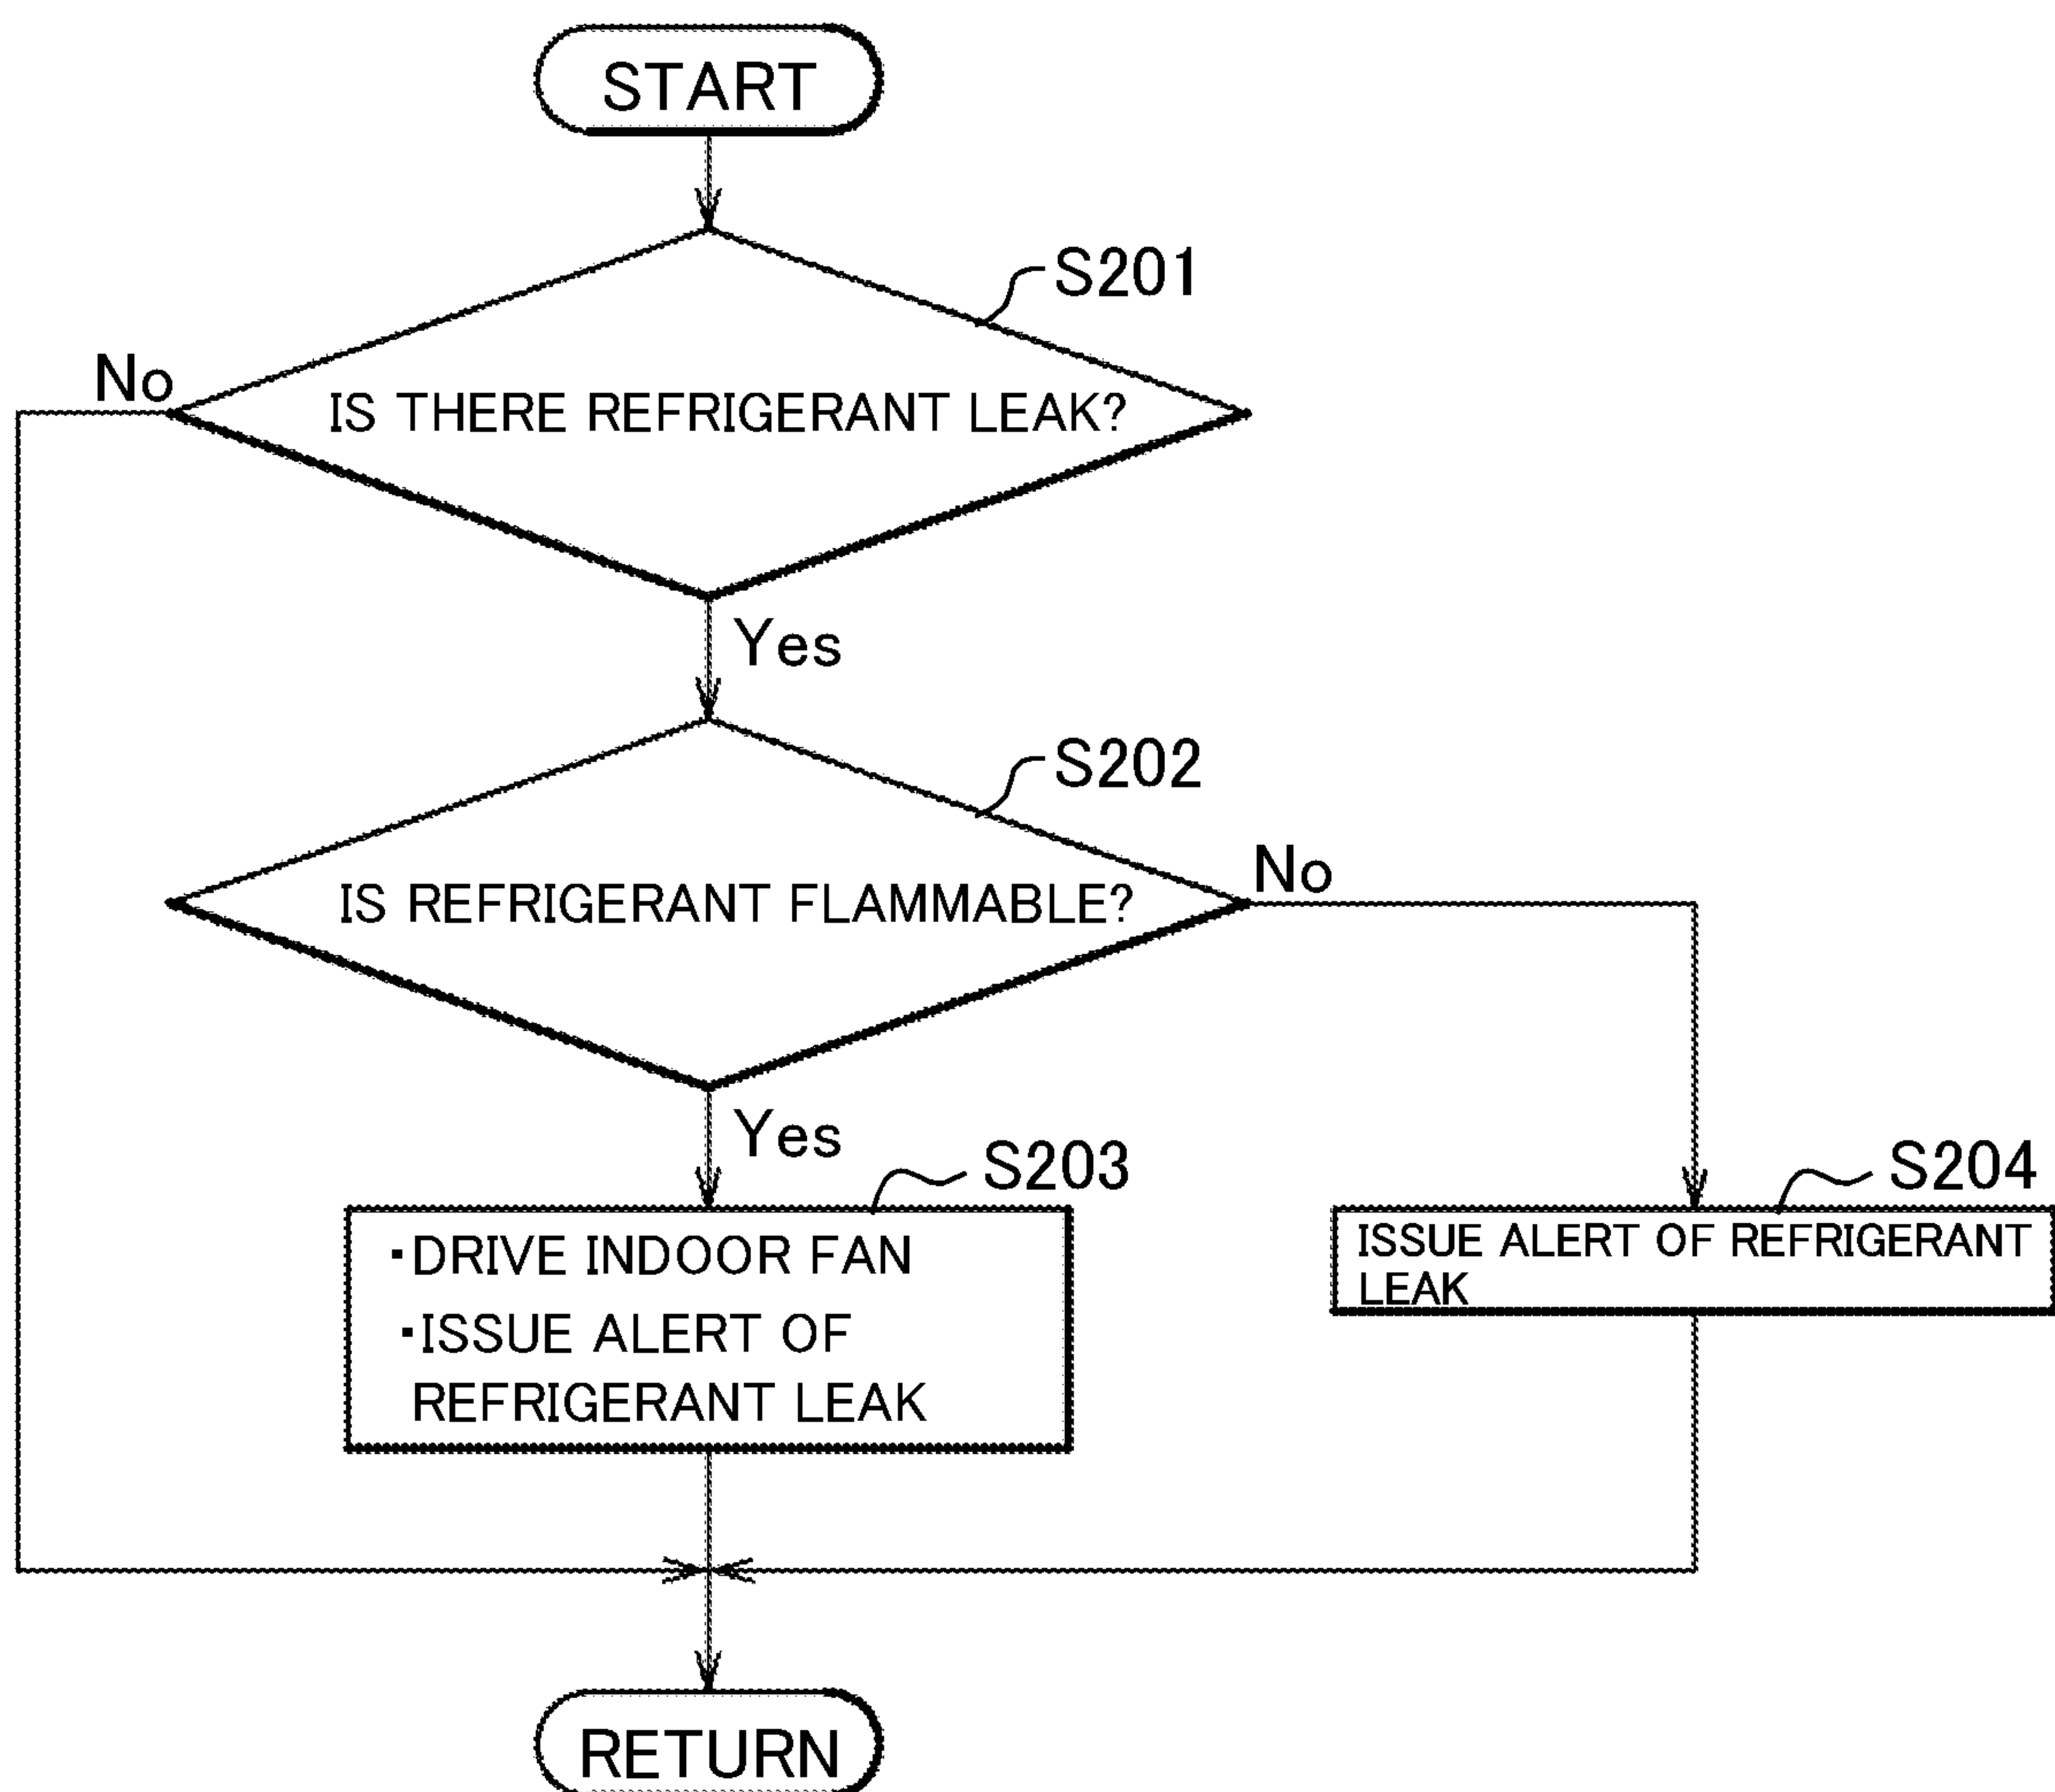 START
S201
No
IS THERE REFRIGERANT LEAK?
Yes
S202
No
IS REFRIGERANT FLAMMABLE?
Yes
S203
S204
・DRIVE INDOOR FAN
・ISSUE ALERT OF
REFRIGERANT LEAK
ISSUE ALERT OF REFRIGERANT
LEAK
RETURN